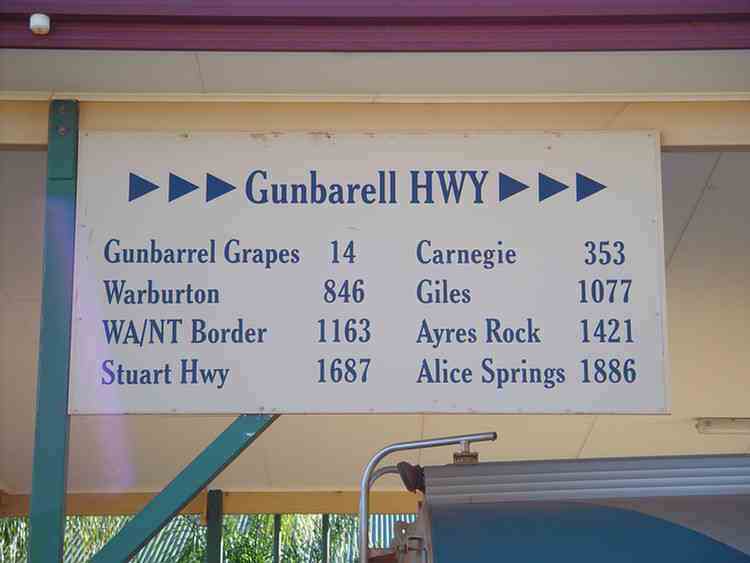 Gunbarell HWY
Gunbarrel Grapes 14 Carnegie 353
Warburton 846 Giles 1077
WA/NT Border 1163 Ayres Rock 1421
Stuart Hwy 1687 Alice Springs 1886